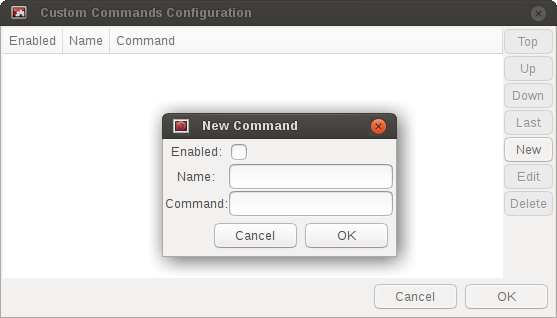 Custom Commands Configuration
Enabled Name Command
Top
Up
Down
Last
New
Edit
Delete
New Command
Enabled:
Name:
Command:
Cancel OK
Cancel OK